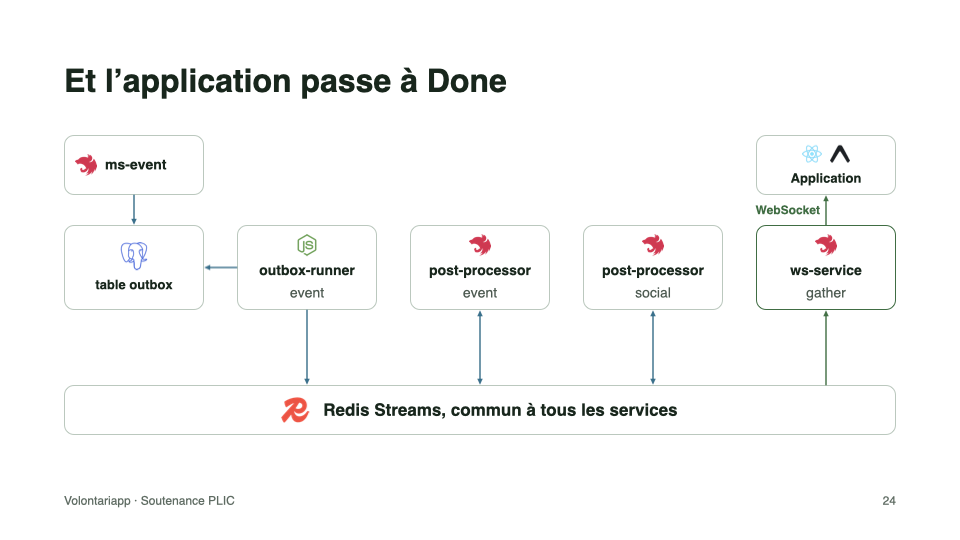 Et l’application passe à Done
ms-event
Application
WebSocket
table outbox
outbox-runner
event
post-processor
event
post-processor
social
ws-service
gather
Redis Streams, commun à tous les services
Volontariapp · Soutenance PLIC
24